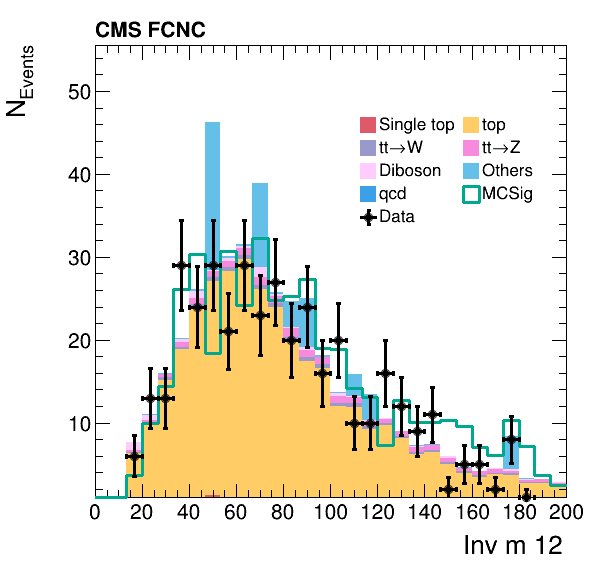 CMS FCNC
N_Events
50
40
30
20
10
Single top
top
tt→W
tt→Z
Diboson
Others
qcd
MCSig
Data
0 20 40 60 80 100 120 140 160 180 200
Inv m 12